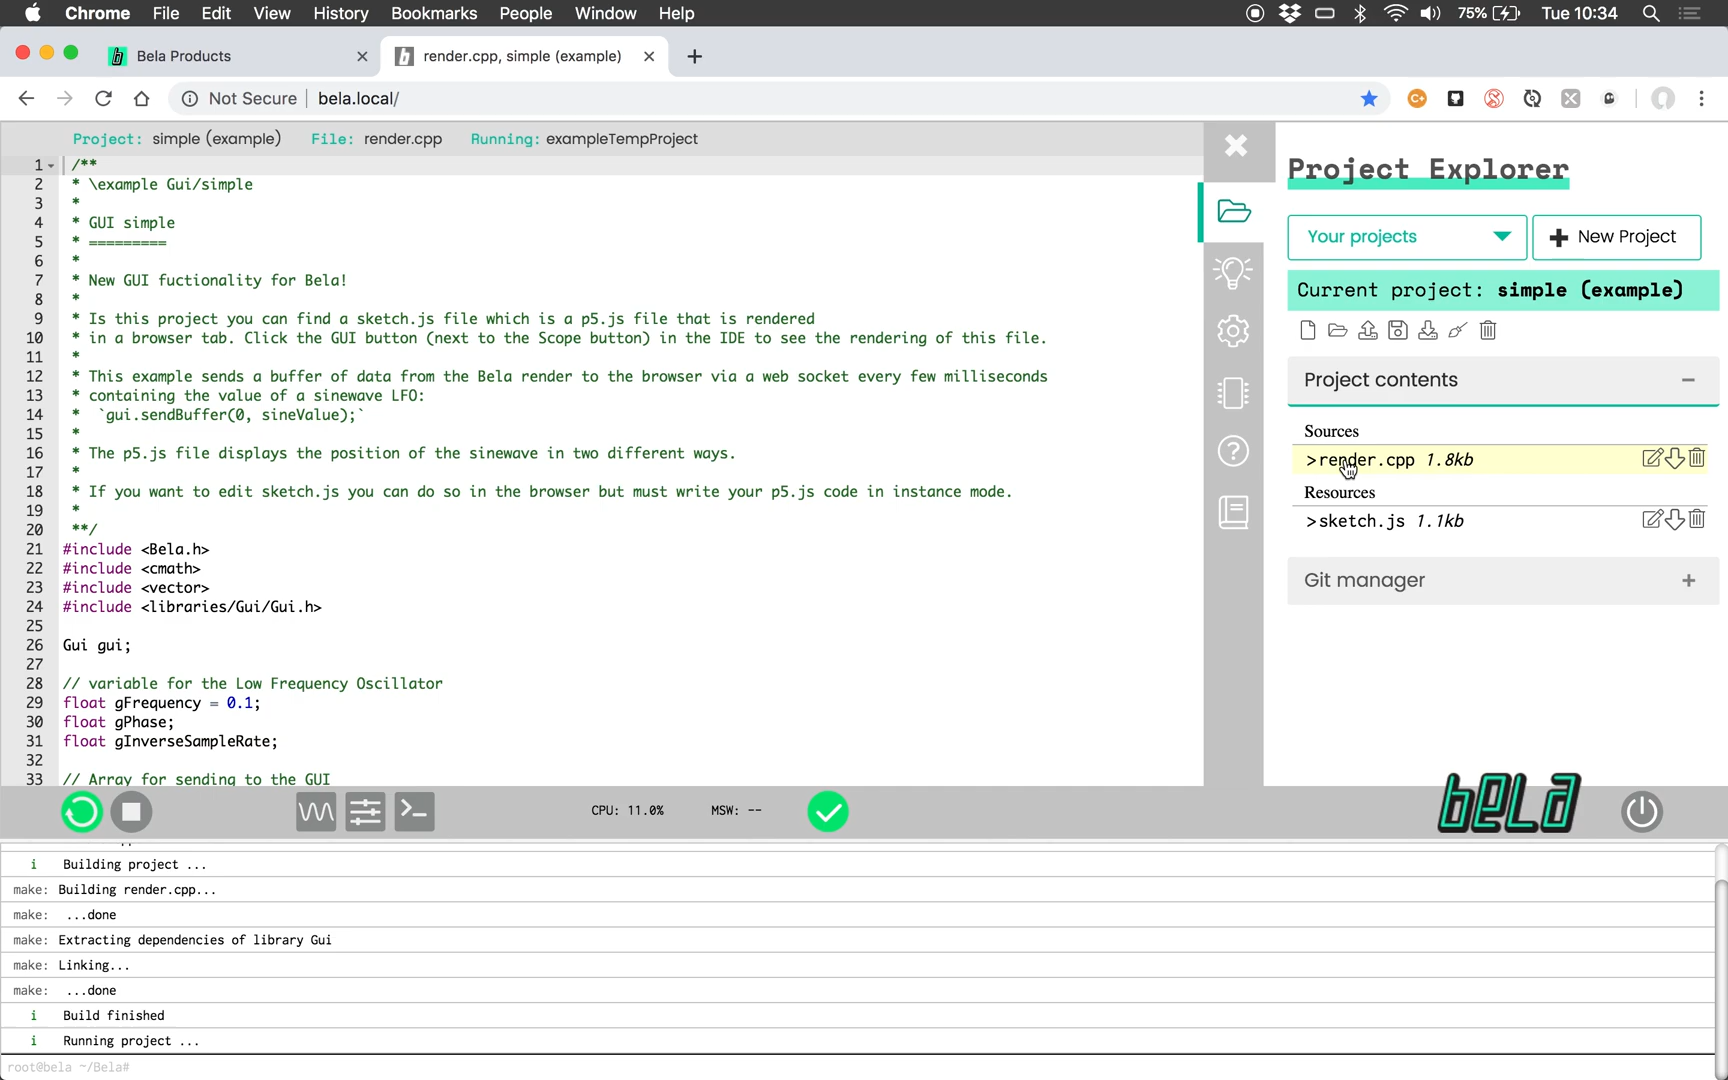 Chrome File Edit View History Bookmarks People Window Help 75% Tue 10:34
Bela Products render.cpp, simple (example)
Not Secure bela.local/
Project: simple (example) File: render.cpp Running: exampleTempProject
1 /**
2 * \example Gui/simple
3 *
4 * GUI simple
5 * =========
6 *
7 * New GUI fuctionality for Bela!
8 *
9 * Is this project you can find a sketch.js file which is a p5.js file that is rendered
10 * in a browser tab. Click the GUI button (next to the Scope button) in the IDE to see the rendering of this file.
11 *
12 * This example sends a buffer of data from the Bela render to the browser via a web socket every few milliseconds
13 * containing the value of a sinewave LFO:
14 * `gui.sendBuffer(0, sineValue);`
15 *
16 * The p5.js file displays the position of the sinewave in two different ways.
17 *
18 * If you want to edit sketch.js you can do so in the browser but must write your p5.js code in instance mode.
19 *
20 **/
21 #include <Bela.h>
22 #include <cmath>
23 #include <vector>
24 #include <libraries/Gui/Gui.h>
25
26 Gui gui;
27
28 // variable for the Low Frequency Oscillator
29 float gFrequency = 0.1;
30 float gPhase;
31 float gInverseSampleRate;
32
33 // Array for sending to the GUI
Project Explorer
Your projects
New Project
Current project: simple (example)
Project contents
Sources
>render.cpp 1.8kb
Resources
>sketch.js 1.1kb
Git manager
CPU: 11.0% MSW: --
bela
i Building project ...
make: Building render.cpp...
make: ...done
make: Extracting dependencies of library Gui
make: Linking...
make: ...done
i Build finished
i Running project ...
root@bela ~/Bela#